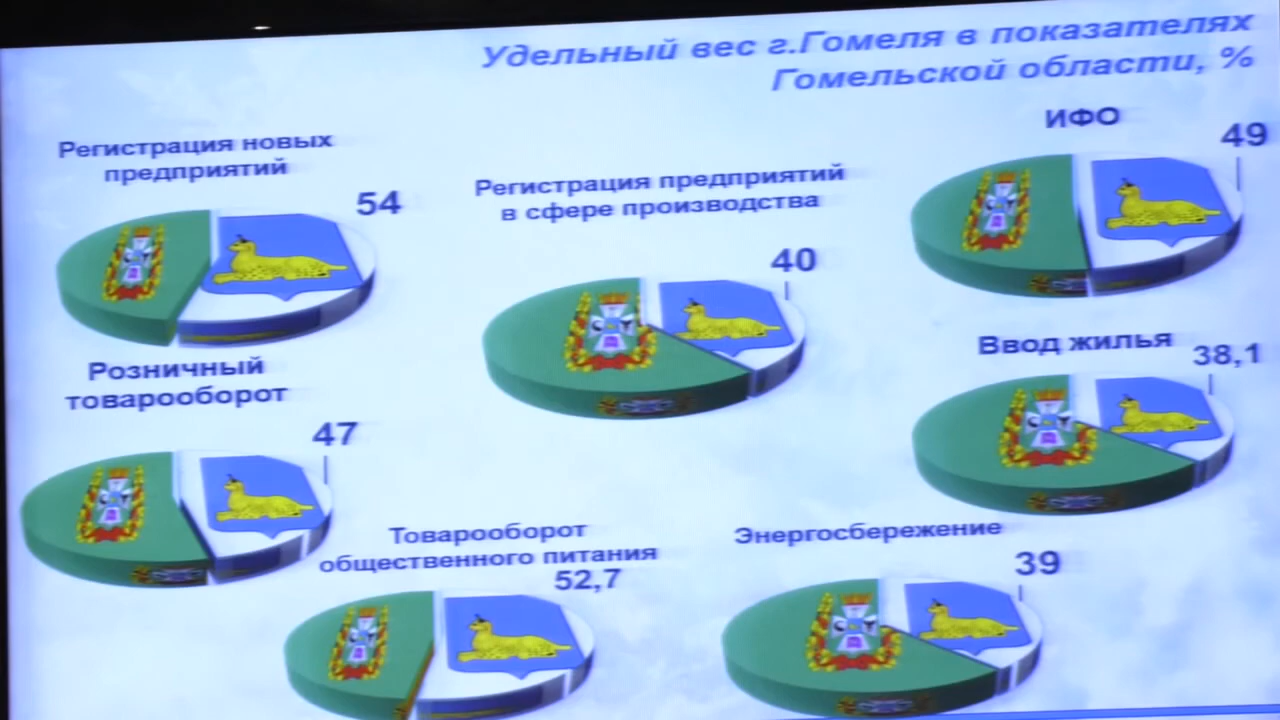 Удельный вес г.Гомеля в показателях
Гомельской области, %
Регистрация новых
предприятий
54
Регистрация предприятий
в сфере производства
40
ИФО
49
Розничный
товарооборот
47
Ввод жилья
38,1
Товарооборот
общественного питания
52,7
Энергосбережение
39